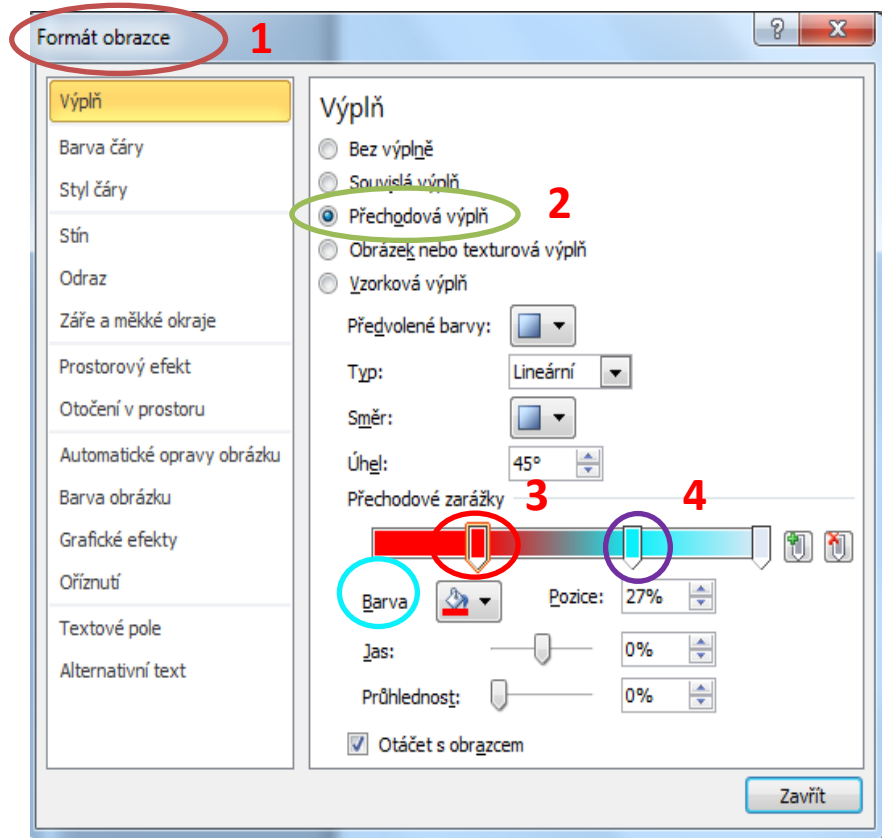 Formát obrazce 1
Výplň
Barva čáry
Styl čáry
Stín
Odraz
Záře a měkké okraje
Prostorový efekt
Otočení v prostoru
Automatické opravy obrázku
Barva obrázku
Grafické efekty
Oříznutí
Textové pole
Alternativní text
Výplň
Bez výplně
Souvislá výplň
Přechodová výplň 2
Obrázek nebo texturová výplň
Vzorková výplň
Předvolené barvy:
Typ: Lineární
Směr:
Úhel: 45°
Přechodové zarážky 3 4
Barva Pozice: 27%
Jas: 0%
Průhlednost: 0%
Otáčet s obrazcem
Zavřít